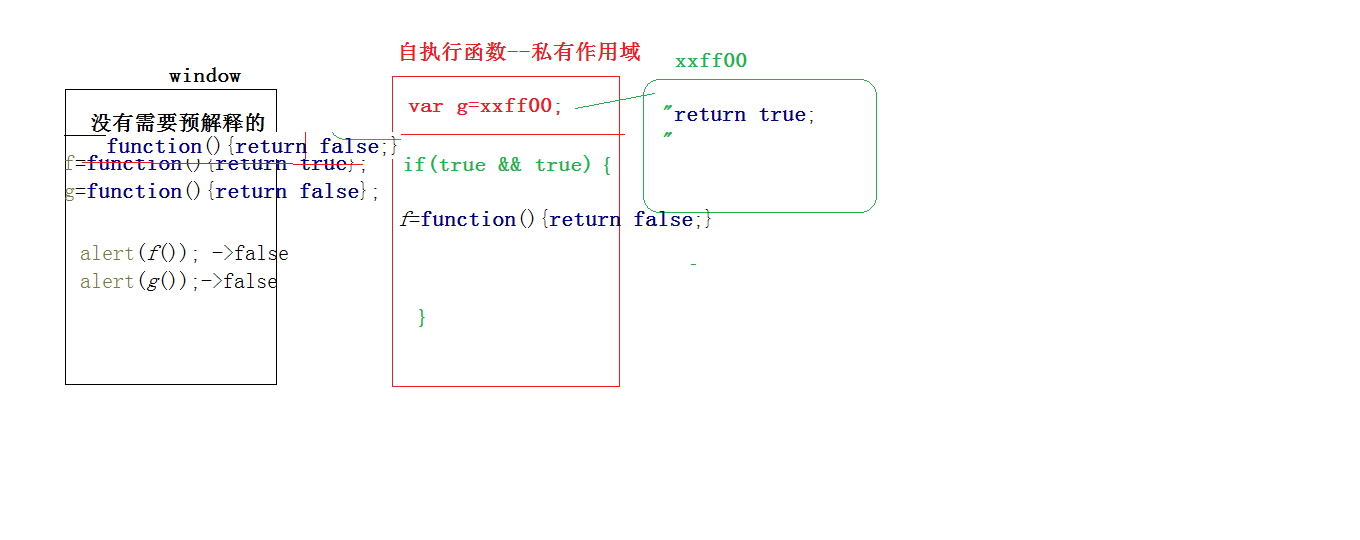 自执行函数--私有作用域
xxff00
window
var g=xxff00;
"return true;
"
没有需要预解释的
function(){return false;}
f=function(){return true};
if(true && true) {
g=function(){return false};
f=function(){return false;}
alert(f()); ->false
alert(g());->false
}